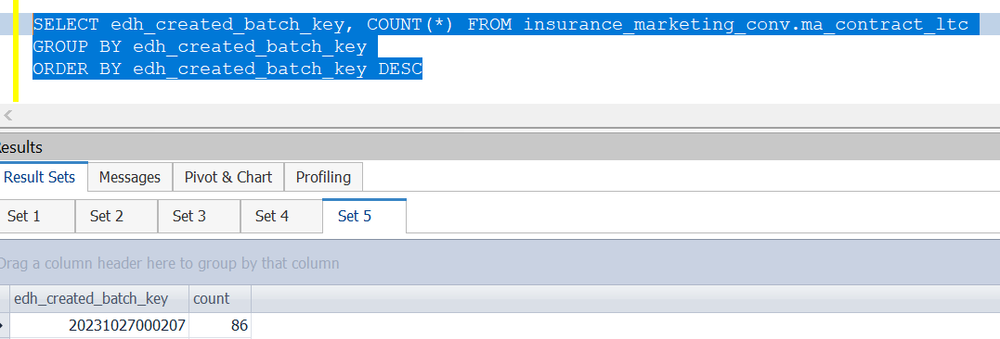 SELECT edh_created_batch_key, COUNT(*) FROM insurance_marketing_conv.ma_contract_ltc
GROUP BY edh_created_batch_key
ORDER BY edh_created_batch_key DESC
esults
Result Sets Messages Pivot & Chart Profiling
Set 1 Set 2 Set 3 Set 4 Set 5
Drag a column header here to group by that column
edh_created_batch_key count
20231027000207 86